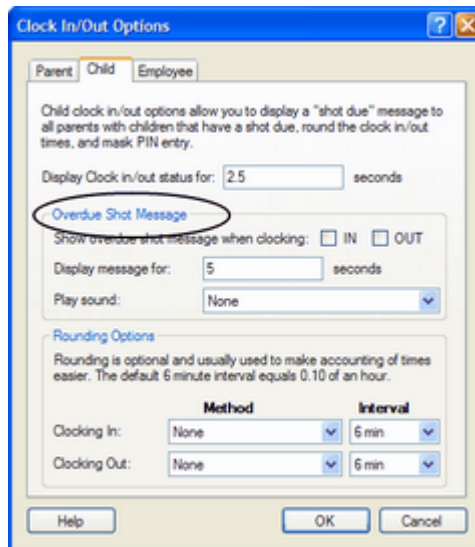 Clock In/Out Options
Parent Child Employee
Child clock in/out options allow you to display a "shot due" message to
all parents with children that have a shot due, round the clock in/out
times, and mask PIN entry.
Display Clock in/out status for: 2.5 seconds
Overdue Shot Message
Show overdue shot message when clocking: IN OUT
Display message for: 5 seconds
Play sound: None
Rounding Options
Rounding is optional and usually used to make accounting of times
easier. The default 6 minute interval equals 0.10 of an hour.
Method Interval
Clocking In: None 6 min
Clocking Out: None 6 min
Help OK Cancel